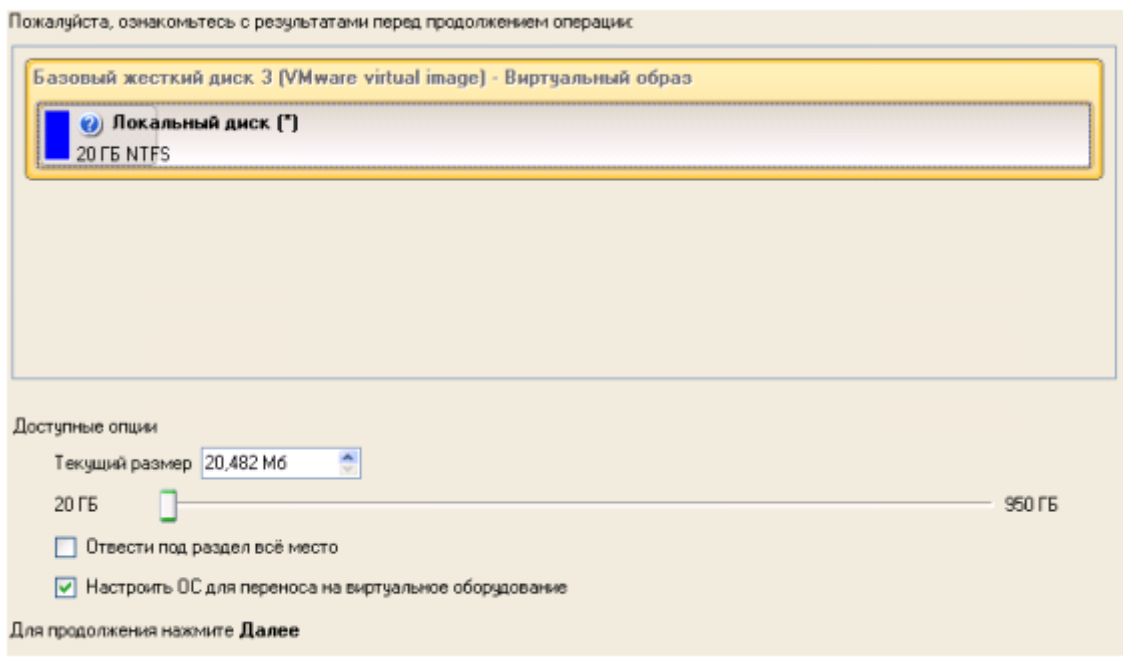 Пожалуйста, ознакомьтесь с результатами перед продолжением операции:
Базовый жесткий диск 3 (VMware virtual image) - Виртуальный образ
Локальный диск (*)
20 ГБ NTFS
Доступные опции
Текущий размер 20,482 Мб
20 ГБ 950 ГБ
Отвести под раздел всё место
Настроить ОС для переноса на виртуальное оборудование
Для продолжения нажмите Далее